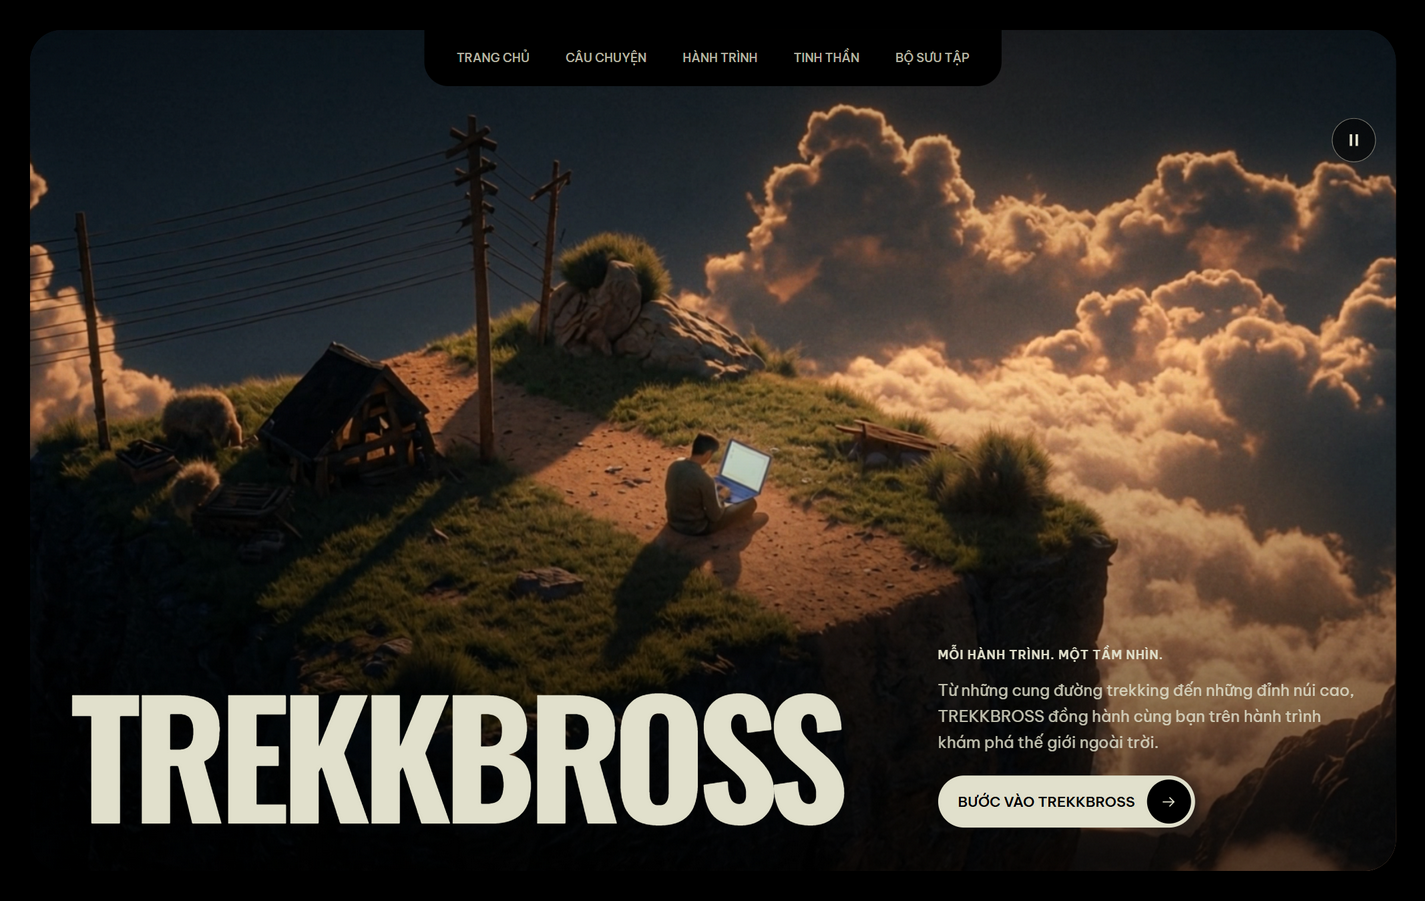 TRANG CHỦ
CÂU CHUYỆN
HÀNH TRÌNH
TINH THẦN
BỘ SƯU TẬP
TREKKBROSS
MỖI HÀNH TRÌNH. MỘT TẦM NHÌN.
Từ những cung đường trekking đến những đỉnh núi cao,
TREKKBROSS đồng hành cùng bạn trên hành trình
khám phá thế giới ngoài trời.
BƯỚC VÀO TREKKBROSS